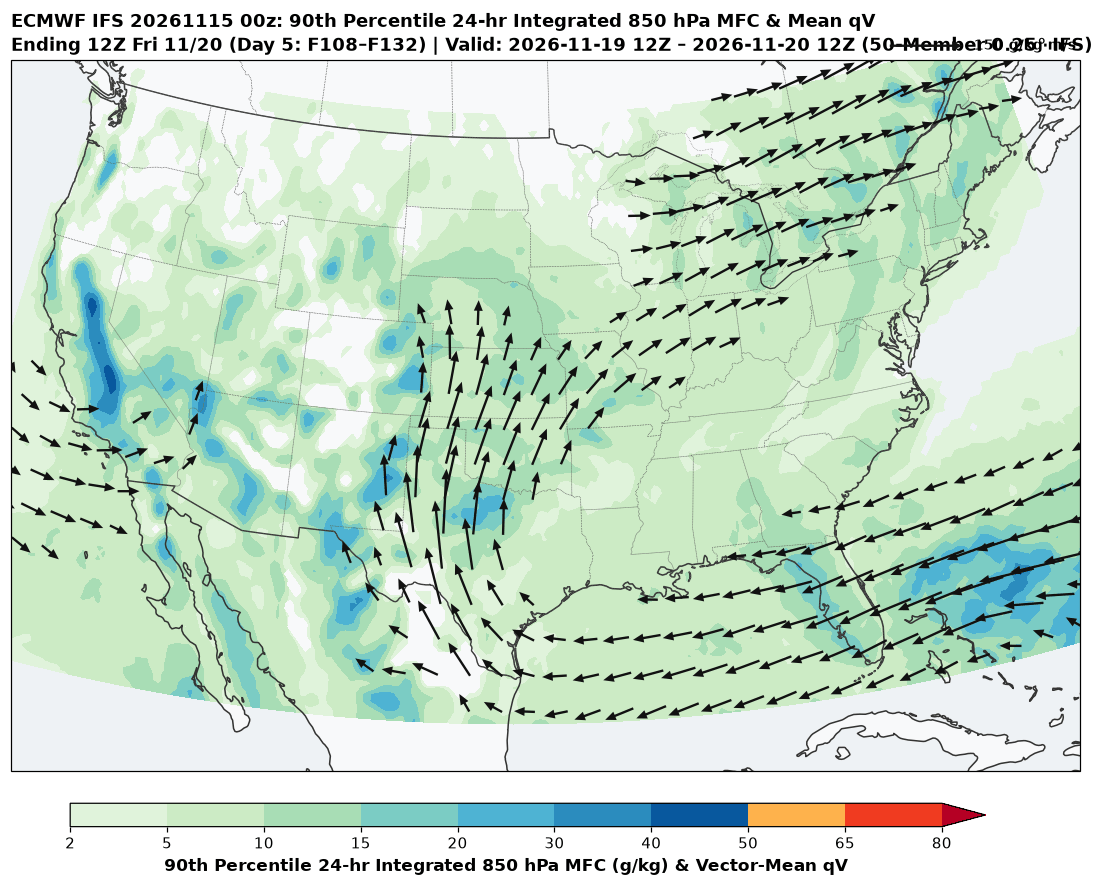 ECMWF IFS 20261115 00z: 90th Percentile 24-hr Integrated 850 hPa MFC & Mean qV
Ending 12Z Fri 11/20 (Day 5: F108–F132) | Valid: 2026-11-19 12Z – 2026-11-20 12Z (50-Member 0.25° IFS)
2 5 10 15 20 30 40 50 65 80
90th Percentile 24-hr Integrated 850 hPa MFC (g/kg) & Vector-Mean qV